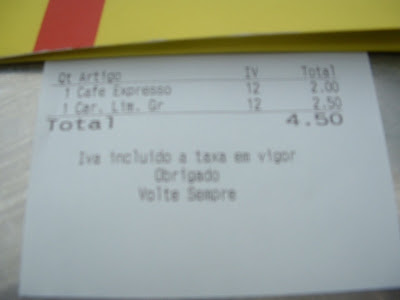 Qt Artigo IV Total
1 Cafe Expresso 12 2.00
1 Car. Lim. Gr 12 2.50
Total 4.50
Iva incluido a taxa em vigor
Obrigado
Volte Sempre